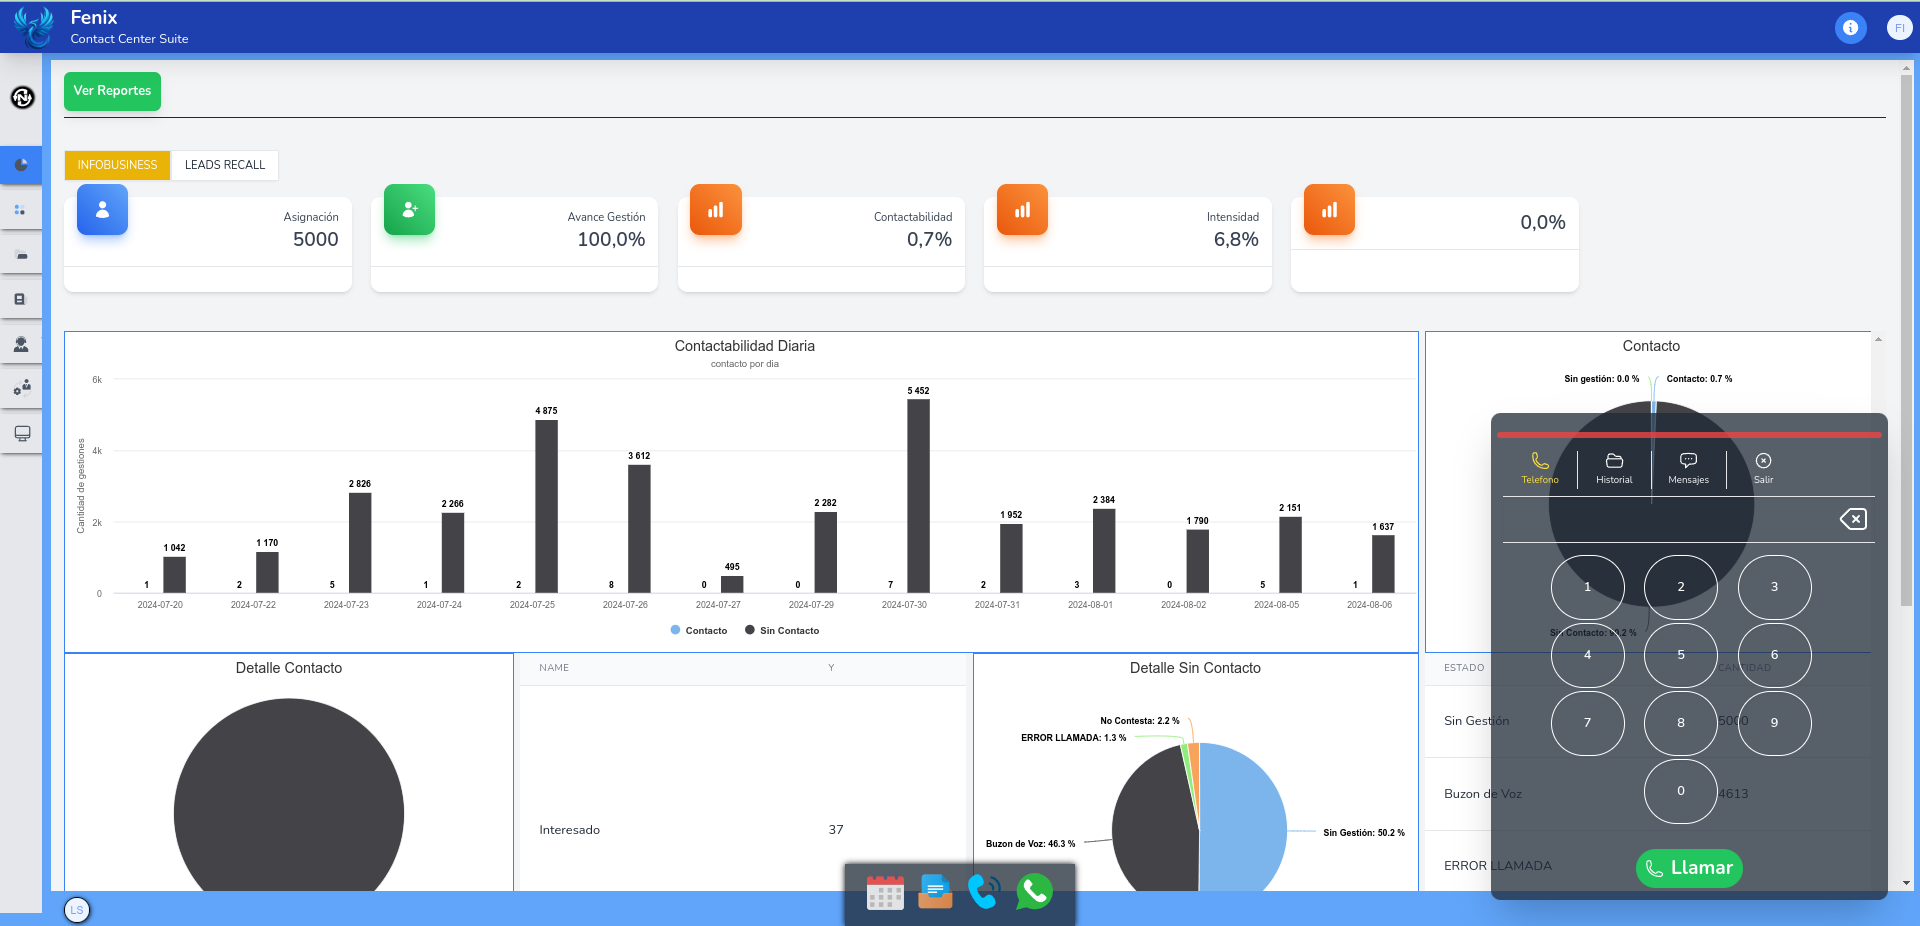 Fenix
Contact Center Suite
FI
Ver Reportes
INFOBUSINESS
LEADS RECALL
Asignación
5000
Avance Gestión
100,0%
Contactabilidad
0,7%
Intensidad
6,8%
0,0%
Contactabilidad Diaria
contacto por dia
Cantidad de gestiones
6k
4k
2k
0
1
1 042
2
1 170
5
2 826
1
2 266
2
4 875
8
3 612
0
495
0
2 282
7
5 452
2
1 952
3
2 384
0
1 790
5
2 151
1
1 637
2024-07-20
2024-07-22
2024-07-23
2024-07-24
2024-07-25
2024-07-26
2024-07-27
2024-07-29
2024-07-30
2024-07-31
2024-08-01
2024-08-02
2024-08-05
2024-08-06
Contacto
Sin Contacto
Contacto
Sin gestión: 0.0 %
Contacto: 0.7 %
Sin Contacto: 99.2 %
Telefono
Historial
Mensajes
Salir
1
2
3
4
5
6
7
8
9
0
Llamar
Detalle Contacto
NAME
Y
Interesado
37
Detalle Sin Contacto
No Contesta: 2.2 %
ERROR LLAMADA: 1.3 %
Buzon de Voz: 46.3 %
Sin Gestión: 50.2 %
ESTADO
CANTIDAD
Sin Gestión
5000
Buzon de Voz
4613
ERROR LLAMADA
LS